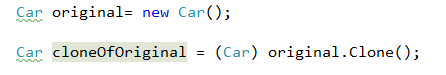 Car original= new Car();
Car cloneOfOriginal = (Car) original.Clone();